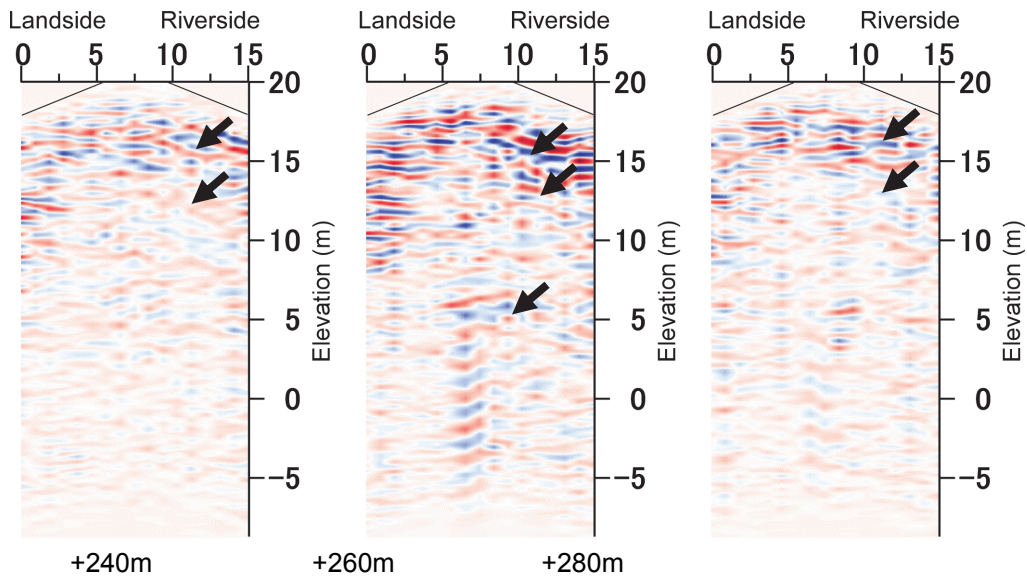 Landside Riverside Landside Riverside Landside Riverside
0 5 10 15 0 5 10 15 0 5 10 15
20 20 20
15 15 15
10 10 10
Elevation (m) Elevation (m) Elevation (m)
5 5 5
0 0 0
−5 −5 −5
+240m +260m +280m